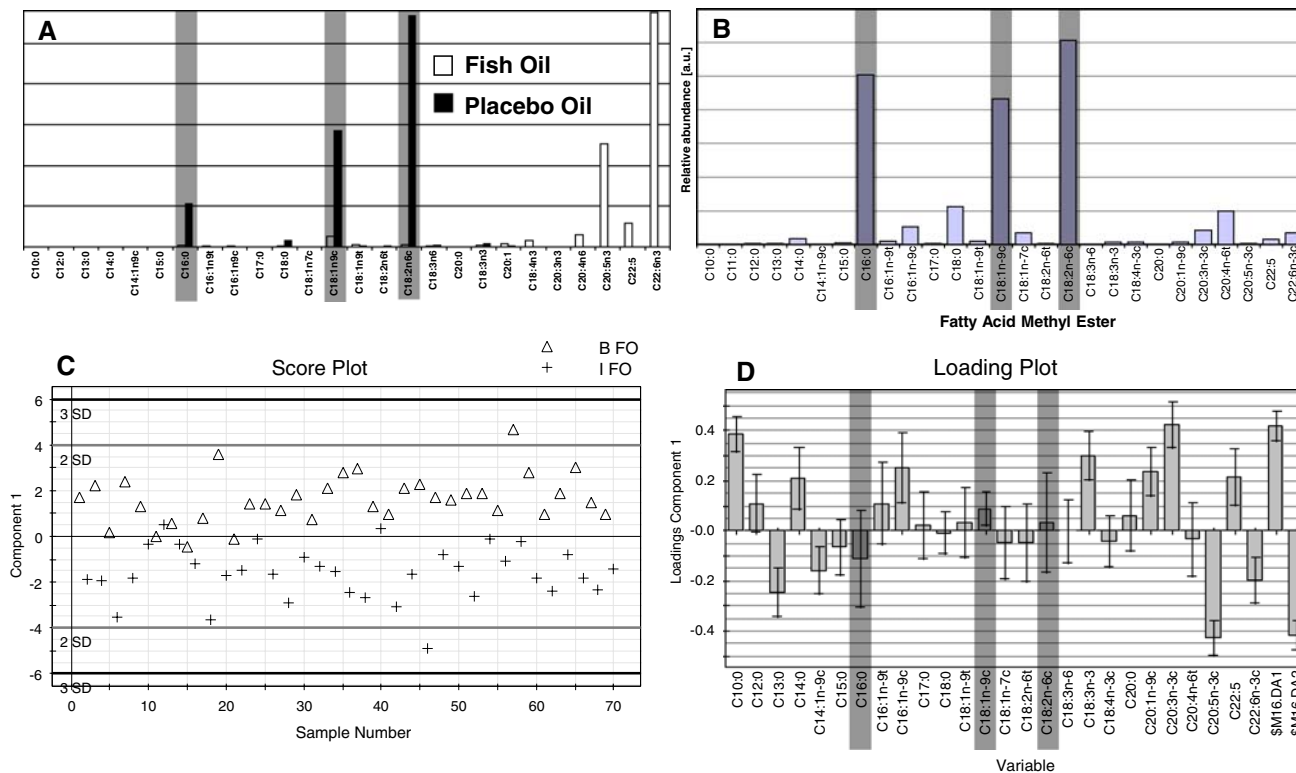 A
Fish Oil
Placebo Oil
C10:0
C12:0
C13:0
C14:0
C14:1n9c
C15:0
C16:0
C16:1n9t
C16:1n9c
C17:0
C18:0
C18:1n7c
C18:1n9c
C18:1n9t
C18:2n6t
C18:2n6c
C18:3n6
C20:0
C18:3n3
C20:1
C18:4n3
C20:3n3
C20:4n6
C20:5n3
C22:5
C22:6n3
B
Relative abundance [a.u.]
C10:0
C11:0
C12:0
C13:0
C14:0
C14:1n-9c
C15:0
C16:0
C16:1n-9t
C16:1n-9c
C17:0
C18:0
C18:1n-9t
C18:1n-9c
C18:1n-7c
C18:2n-6t
C18:2n-6c
C18:3n-6
C18:3n-3
C18:4n-3c
C20:0
C20:1n-9c
C20:3n-3c
C20:4n-6t
C20:5n-3c
C22:5
C22:6n-3c
Fatty Acid Methyl Ester
C
Score Plot
B FO
I FO
Component 1
6
4
2
0
-2
-4
-6
3 SD
2 SD
2 SD
3 SD
0
10
20
30
40
50
60
70
Sample Number
D
Loading Plot
Loadings Component 1
0.4
0.2
-0.0
-0.2
-0.4
C10:0
C12:0
C13:0
C14:0
C14:1n-9c
C15:0
C16:0
C16:1n-9t
C16:1n-9c
C17:0
C18:0
C18:1n-9t
C18:1n-9c
C18:1n-7c
C18:2n-6t
C18:2n-6c
C18:3n-6
C18:3n-3
C18:4n-3c
C20:0
C20:1n-9c
C20:3n-3c
C20:4n-6t
C20:5n-3c
C22:5
C22:6n-3c
$M16.DA1
$M16.DA2
Variable